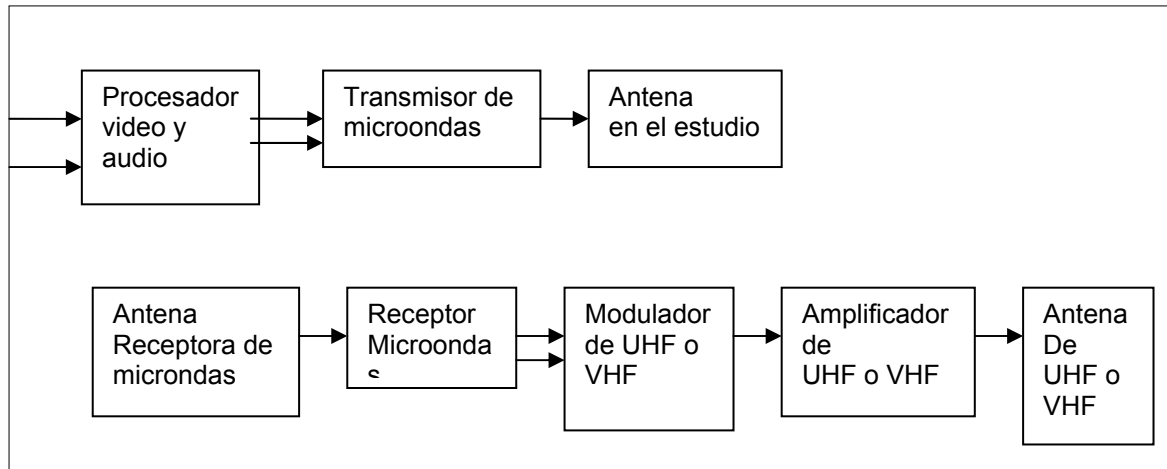 Procesador
video y
audio
Transmisor de
microondas
Antena
en el estudio
Antena
Receptora de
microndas
Receptor
Microonda
s
Modulador
de UHF o
VHF
Amplificador
de
UHF o VHF
Antena
De
UHF o
VHF